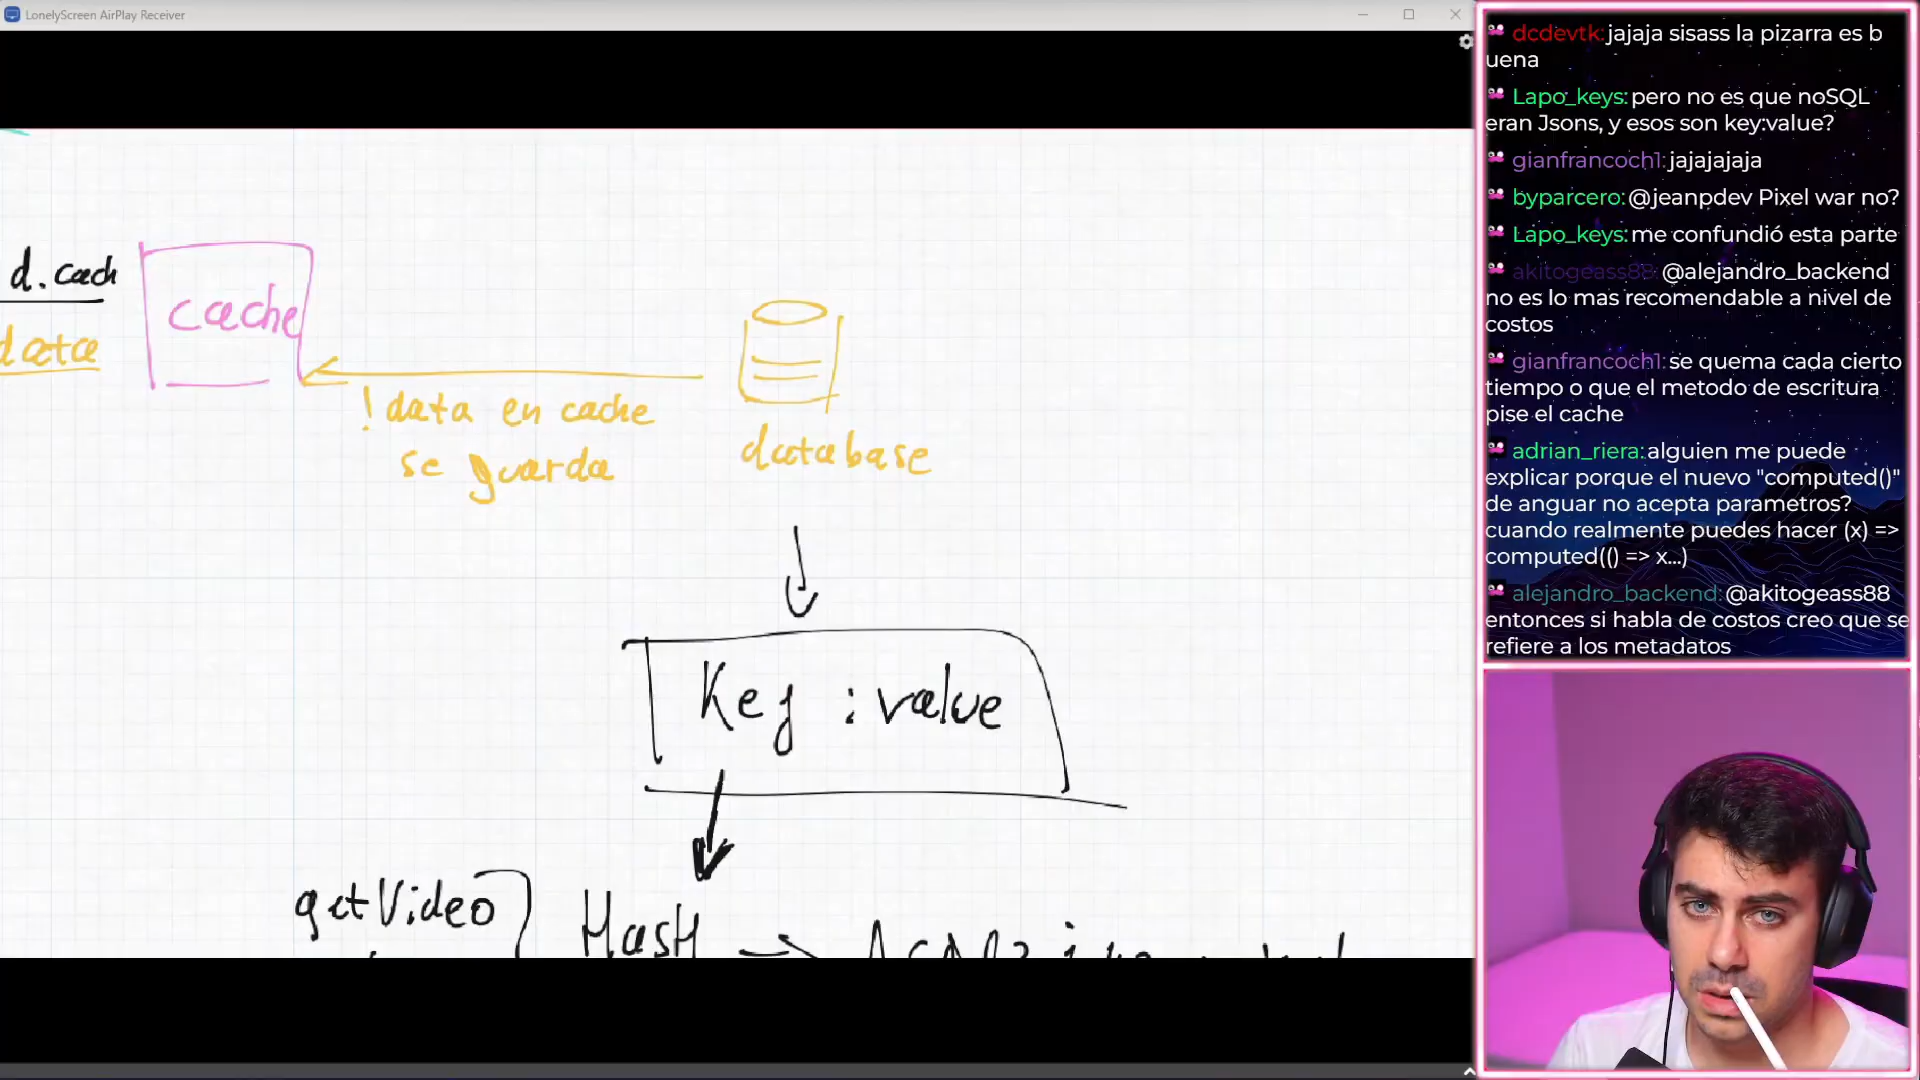 LonelyScreen AirPlay Receiver
d.cach
data
cache
! data en cache
se guarda
database
Key : value
getVideo
HasH
dcdevtk: jajaja sisass la pizarra es b
uena
Lapo_keys: pero no es que noSQL
eran Jsons, y esos son key:value?
gianfrancoch1: jajajajaja
byparcero: @jeanpdev Pixel war no?
Lapo_keys: me confundió esta parte
akitogeass88: @alejandro_backend
no es lo mas recomendable a nivel de
costos
gianfrancoch1: se quema cada cierto
tiempo o que el metodo de escritura
pise el cache
adrian_riera: alguien me puede
explicar porque el nuevo "computed()"
de anguar no acepta parametros?
cuando realmente puedes hacer (x) =>
computed(() => x...)
alejandro_backend: @akitogeass88
entonces si habla de costos creo que se
refiere a los metadatos